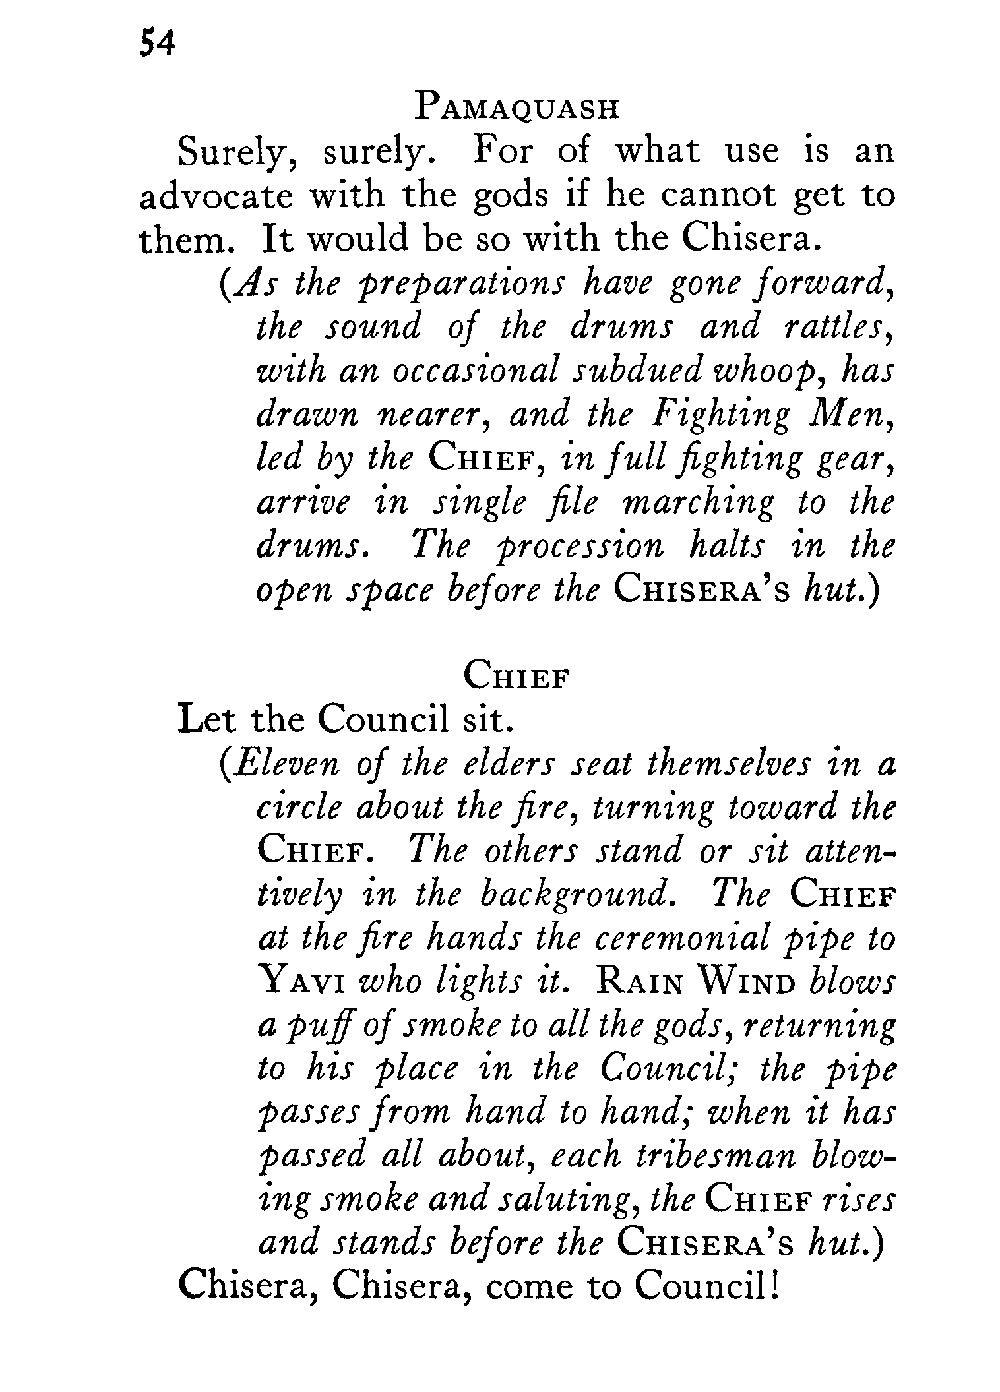 54
PAMAQUASH
Surely, surely. For of what use is an
advocate with the gods if he cannot get to
them. It would be so with the Chisera.
(As the preparations have gone forward,
the sound of the drums and rattles,
with an occasional subdued whoop, has
drawn nearer, and the Fighting Men,
led by the CHIEF, in full fighting gear,
arrive in single file marching to the
drums. The procession halts in the
open space before the CHISERA'S hut.)
CHIEF
Let the Council sit.
(Eleven of the elders seat themselves in a
circle about the fire, turning toward the
CHIEF. The others stand or sit atten-
tively in the background. The CHIEF
at the fire hands the ceremonial pipe to
YAVI who lights it. RAIN WIND blows
a puff of smoke to all the gods, returning
to his place in the Council; the pipe
passes from hand to hand; when it has
passed all about, each tribesman blow-
ing smoke and saluting, the CHIEF rises
and stands before the CHISERA'S hut.)
Chisera, Chisera, come to Council!